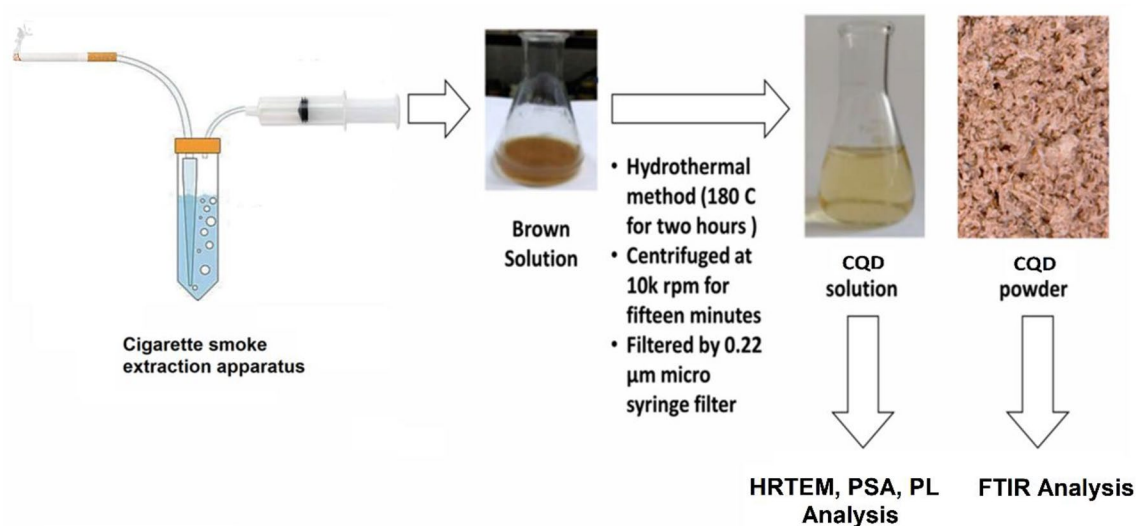 Cigarette smoke
extraction apparatus
Brown
Solution
• Hydrothermal
method (180 C
for two hours )
• Centrifuged at
10k rpm for
fifteen minutes
• Filtered by 0.22
µm micro
syringe filter
CQD
solution
CQD
powder
HRTEM, PSA, PL
Analysis
FTIR Analysis